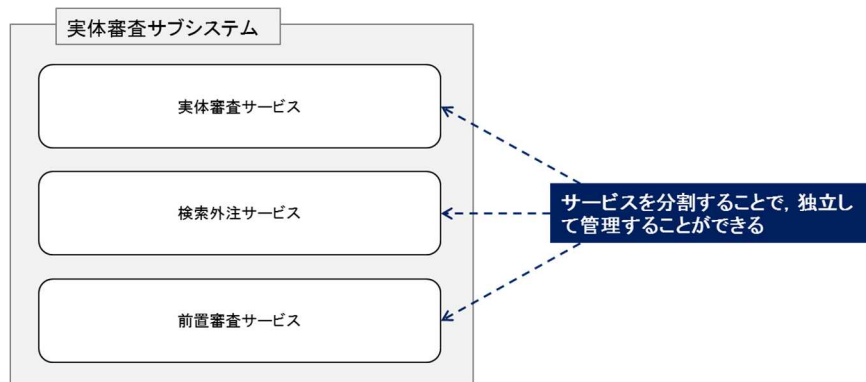 実体審査サブシステム
実体審査サービス
検索外注サービス
前置審査サービス
サービスを分割することで, 独立し
て管理することができる